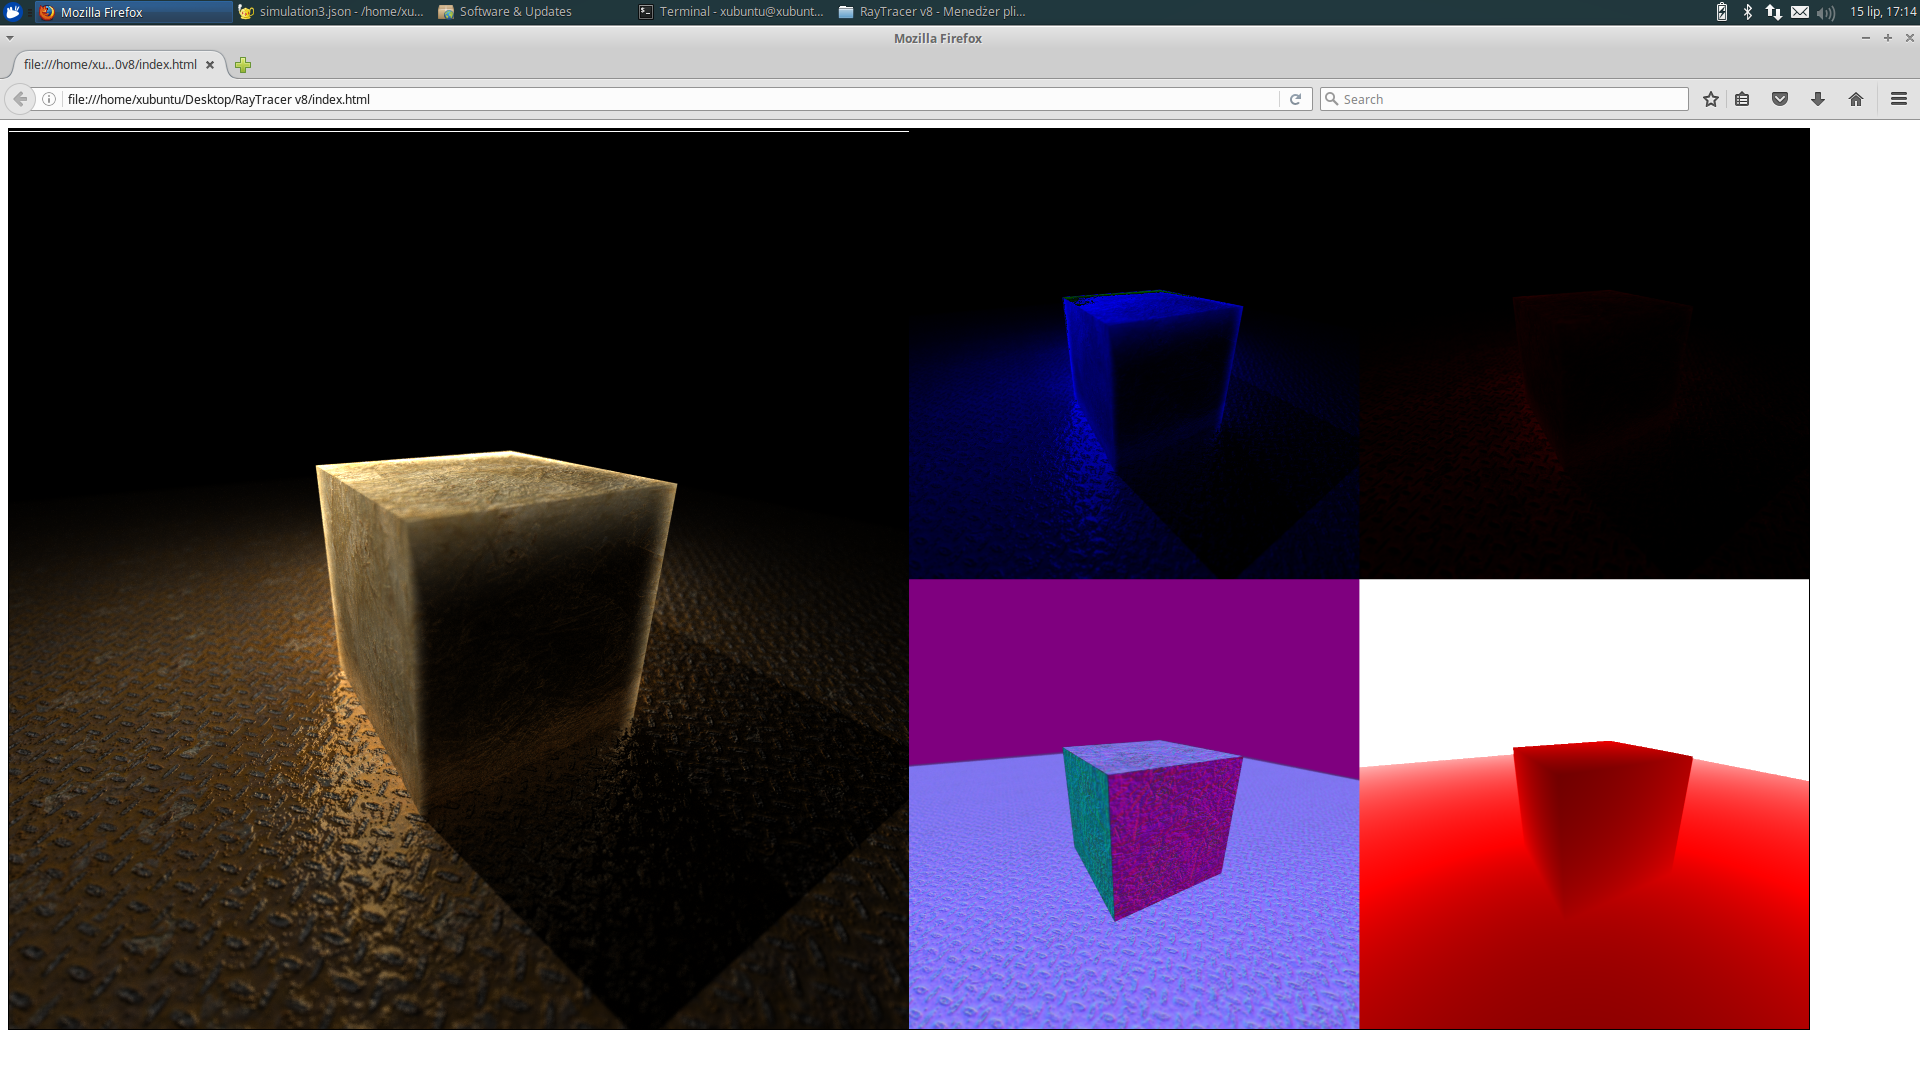 Mozilla Firefox
simulation3.json - /home/xu...
Software & Updates
Terminal - xubuntu@xubunt...
RayTracer v8 - Menedżer pli...
15 lip, 17:14
Mozilla Firefox
file:///home/xu...0v8/index.html
file:///home/xubuntu/Desktop/RayTracer v8/index.html
Search